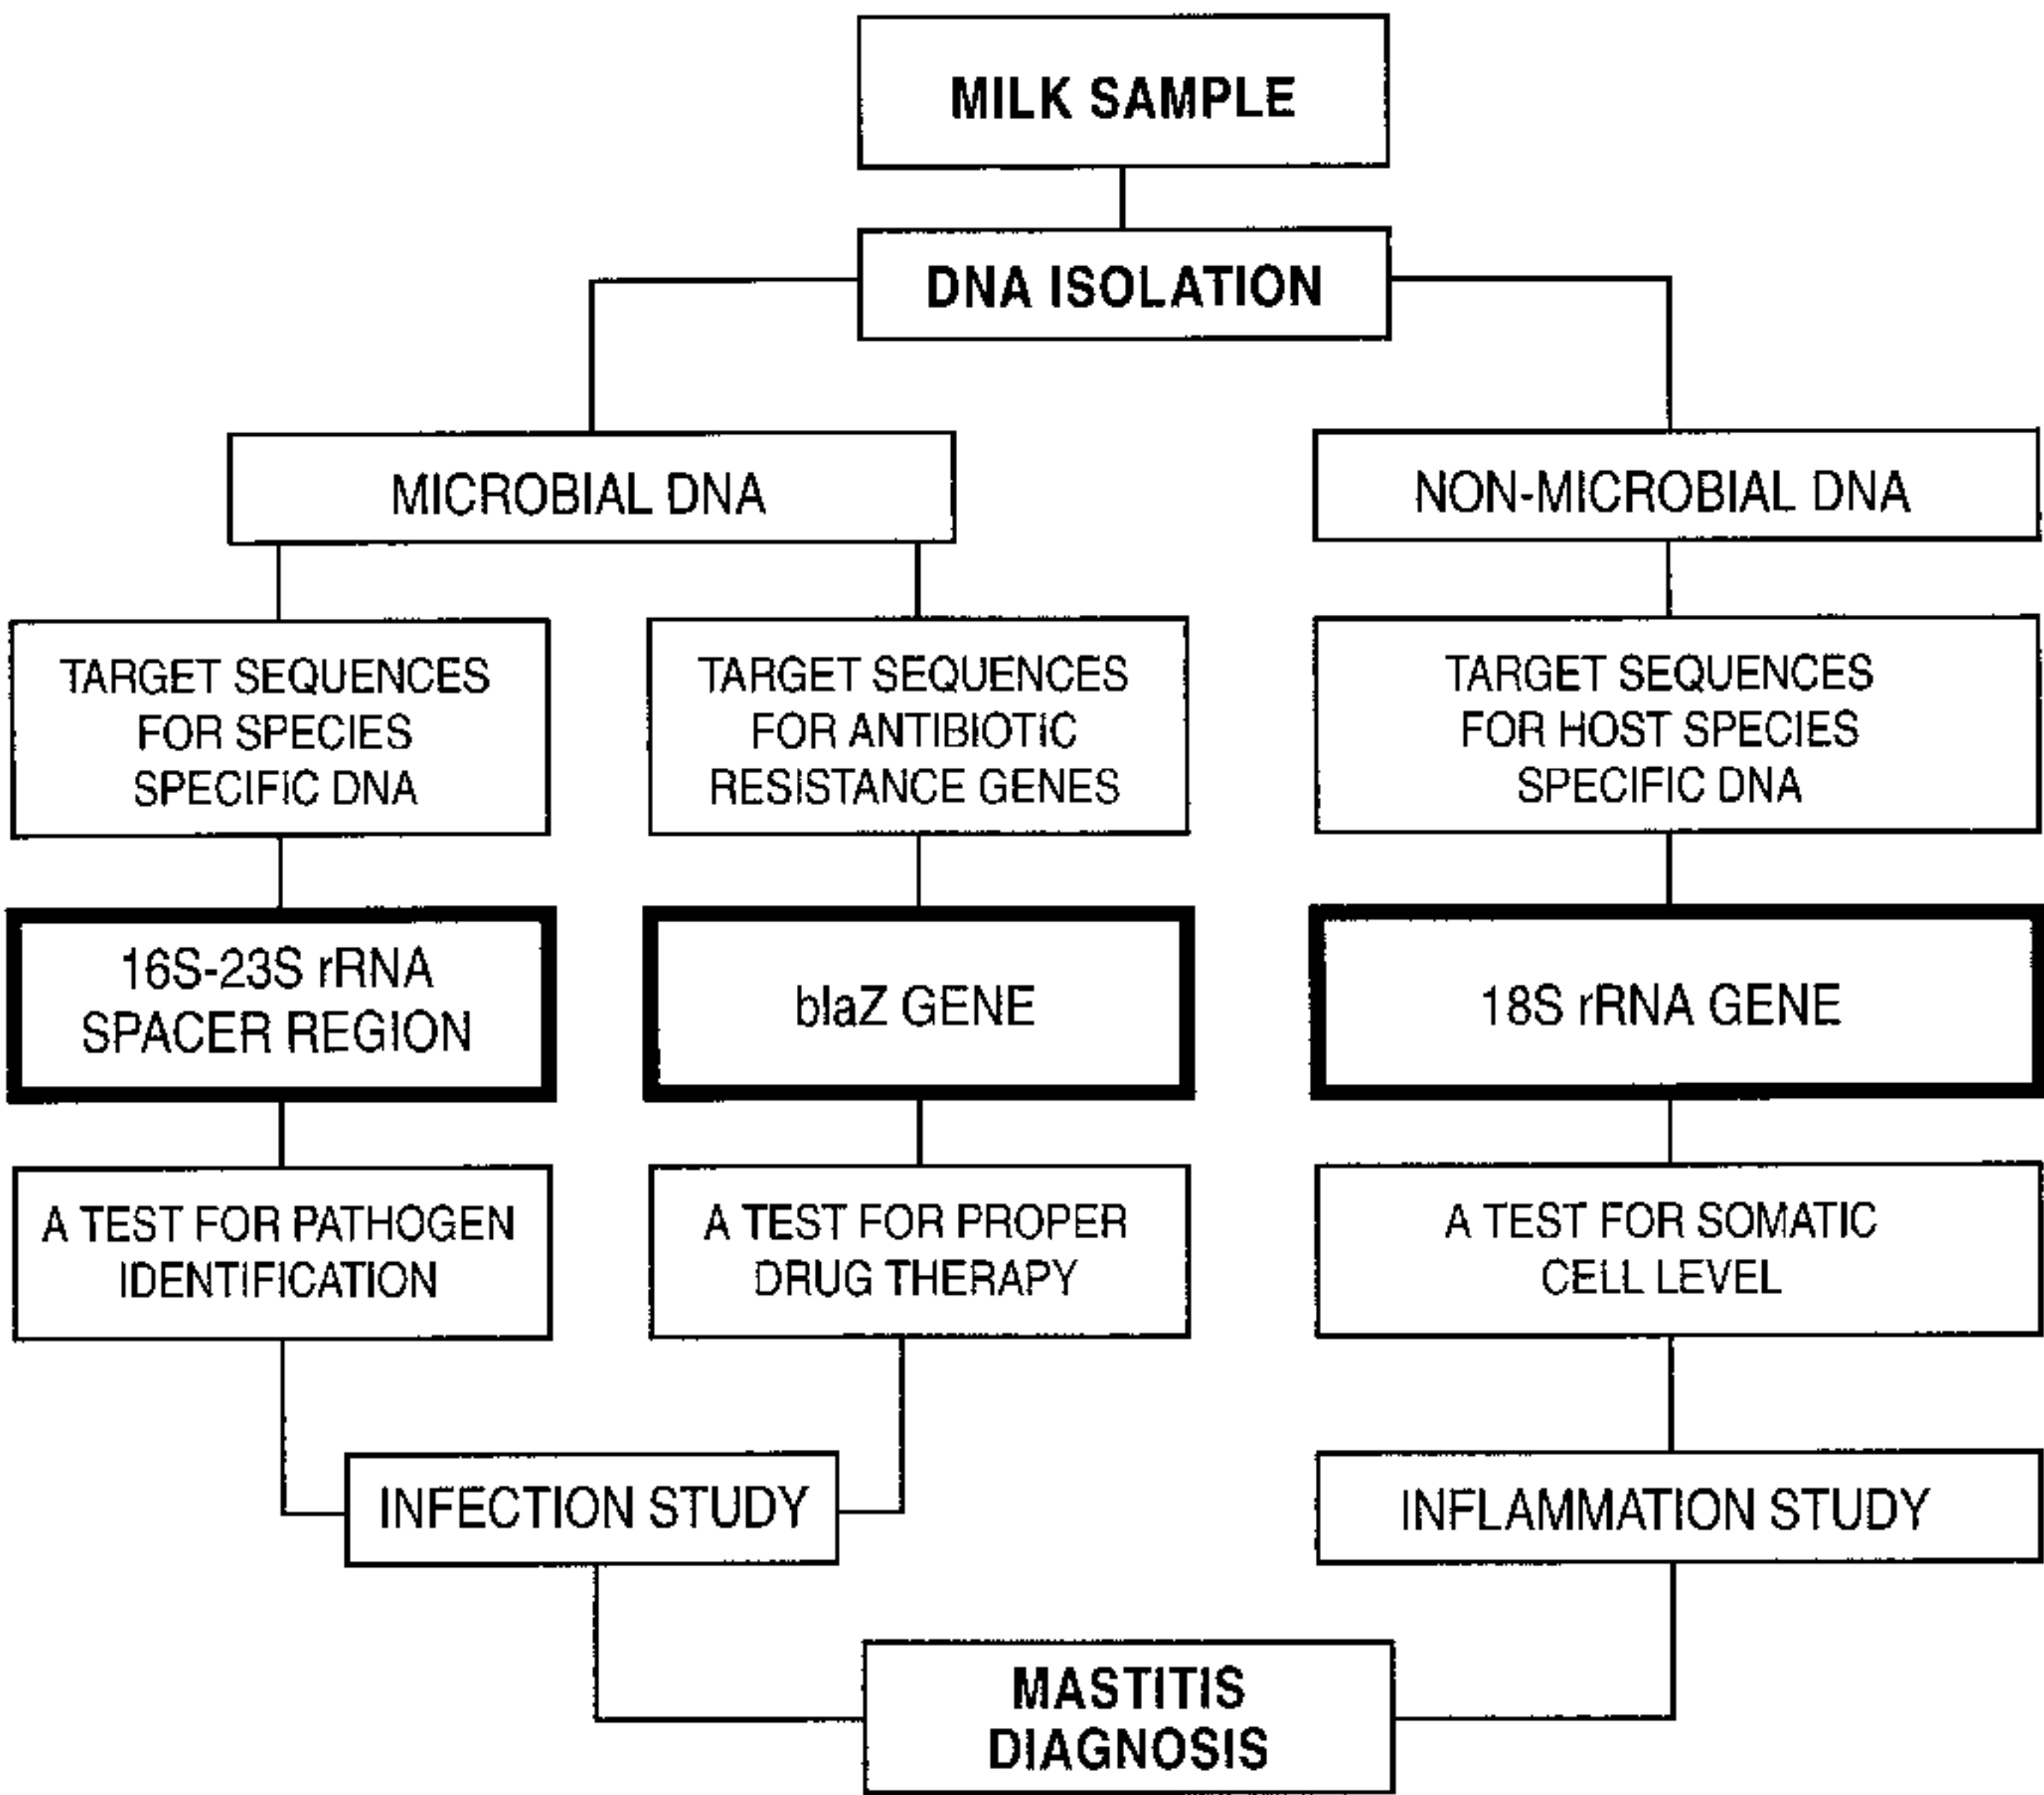 MILK SAMPLE
DNA ISOLATION
MICROBIAL DNA
NON-MICROBIAL DNA
TARGET SEQUENCES
FOR SPECIES
SPECIFIC DNA
TARGET SEQUENCES
FOR ANTIBIOTIC
RESISTANCE GENES
TARGET SEQUENCES
FOR HOST SPECIES
SPECIFIC DNA
16S-23S rRNA
SPACER REGION
blaZ GENE
18S rRNA GENE
A TEST FOR PATHOGEN
IDENTIFICATION
A TEST FOR PROPER
DRUG THERAPY
A TEST FOR SOMATIC
CELL LEVEL
INFECTION STUDY
INFLAMMATION STUDY
MASTITIS
DIAGNOSIS